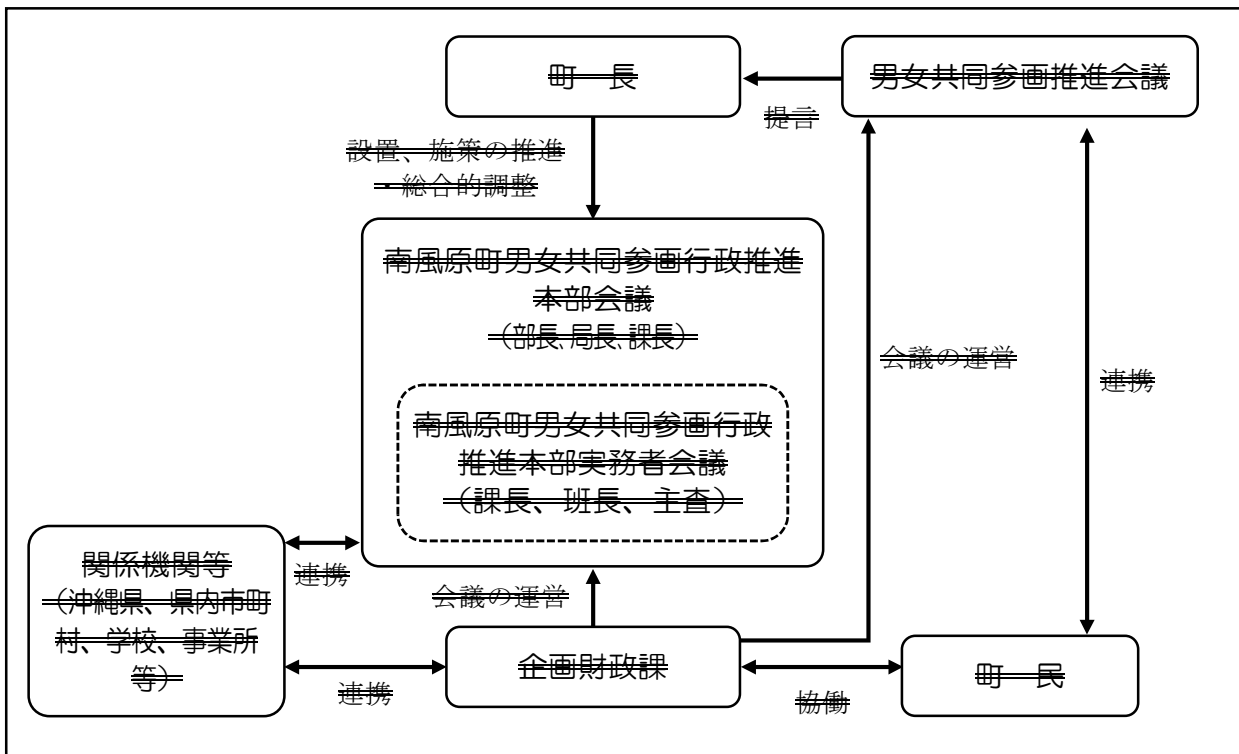 町　長
男女共同参画推進会議
提言
設置、施策の推進
・総合的調整
南風原町男女共同参画行政推進
本部会議
（部長、局長、課長）
会議の運営
連携
南風原町男女共同参画行政
推進本部実務者会議
（課長、班長、主査）
関係機関等
（沖縄県、県内市町
村、学校、事業所
等）
連携
会議の運営
企画財政課
連携
協働
町　民